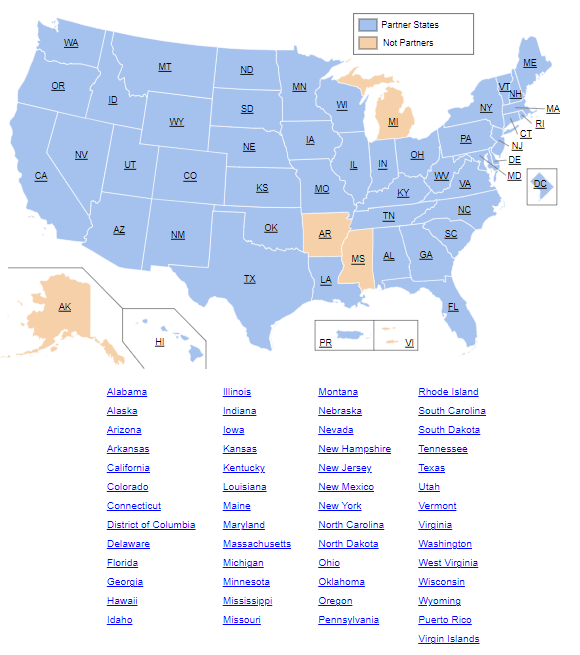 Partner States
Not Partners
WA
MT
ND
MN
ME
VT
NH
OR
ID
WY
SD
WI
MI
NY
MA
RI
CT
NV
UT
CO
NE
IA
IL
IN
OH
PA
NJ
DE
MD
DC
CA
KS
MO
KY
WV
VA
AZ
NM
OK
AR
TN
NC
SC
TX
LA
MS
AL
GA
FL
AK
HI
PR
VI
Alabama
Alaska
Arizona
Arkansas
California
Colorado
Connecticut
District of Columbia
Delaware
Florida
Georgia
Hawaii
Idaho
Illinois
Indiana
Iowa
Kansas
Kentucky
Louisiana
Maine
Maryland
Massachusetts
Michigan
Minnesota
Mississippi
Missouri
Montana
Nebraska
Nevada
New Hampshire
New Jersey
New Mexico
New York
North Carolina
North Dakota
Ohio
Oklahoma
Oregon
Pennsylvania
Rhode Island
South Carolina
South Dakota
Tennessee
Texas
Utah
Vermont
Virginia
Washington
West Virginia
Wisconsin
Wyoming
Puerto Rico
Virgin Islands